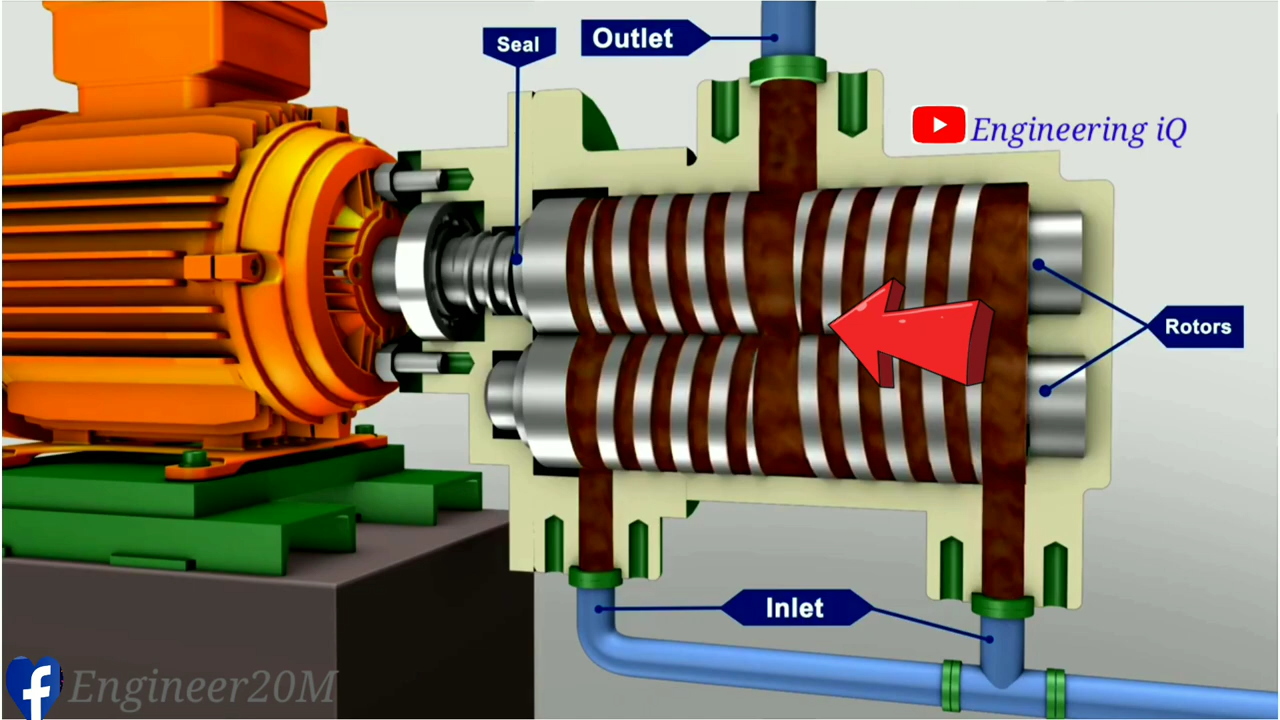 Outlet
Seal
Engineering iQ
Rotors
Inlet
Engineer20M